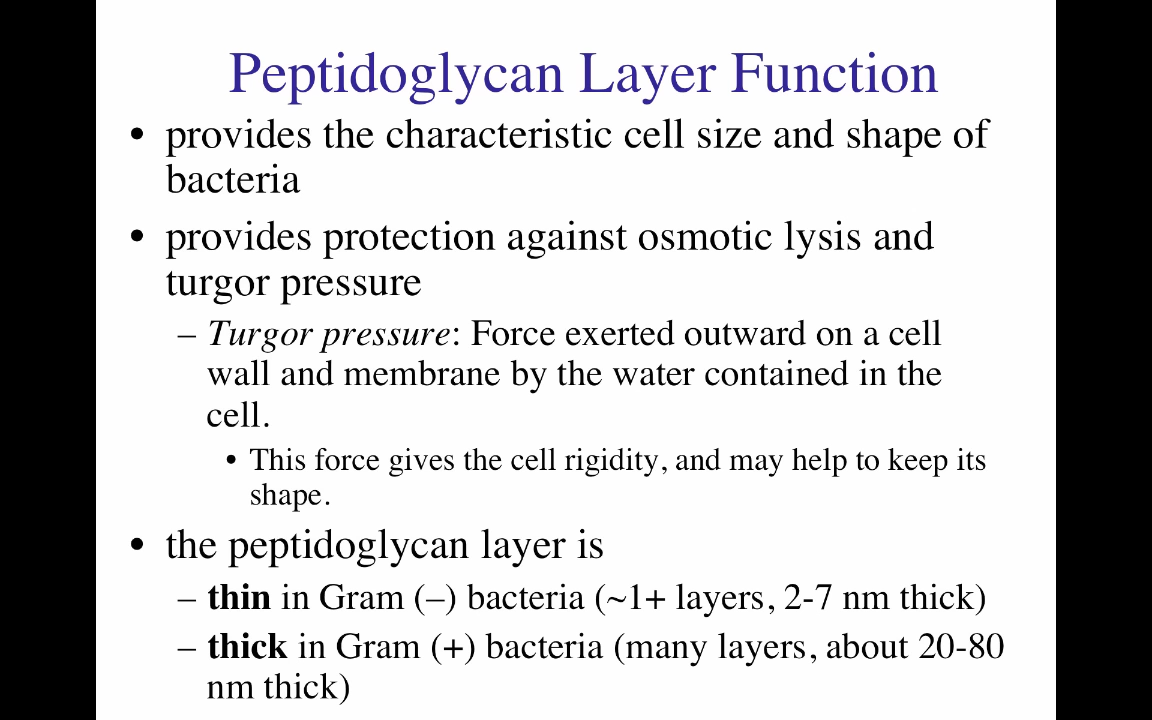 Peptidoglycan Layer Function
• provides the characteristic cell size and shape of
bacteria
• provides protection against osmotic lysis and
turgor pressure
– Turgor pressure: Force exerted outward on a cell
wall and membrane by the water contained in the
cell.
• This force gives the cell rigidity, and may help to keep its
shape.
• the peptidoglycan layer is
– thin in Gram (–) bacteria (~1+ layers, 2-7 nm thick)
– thick in Gram (+) bacteria (many layers, about 20-80
nm thick)